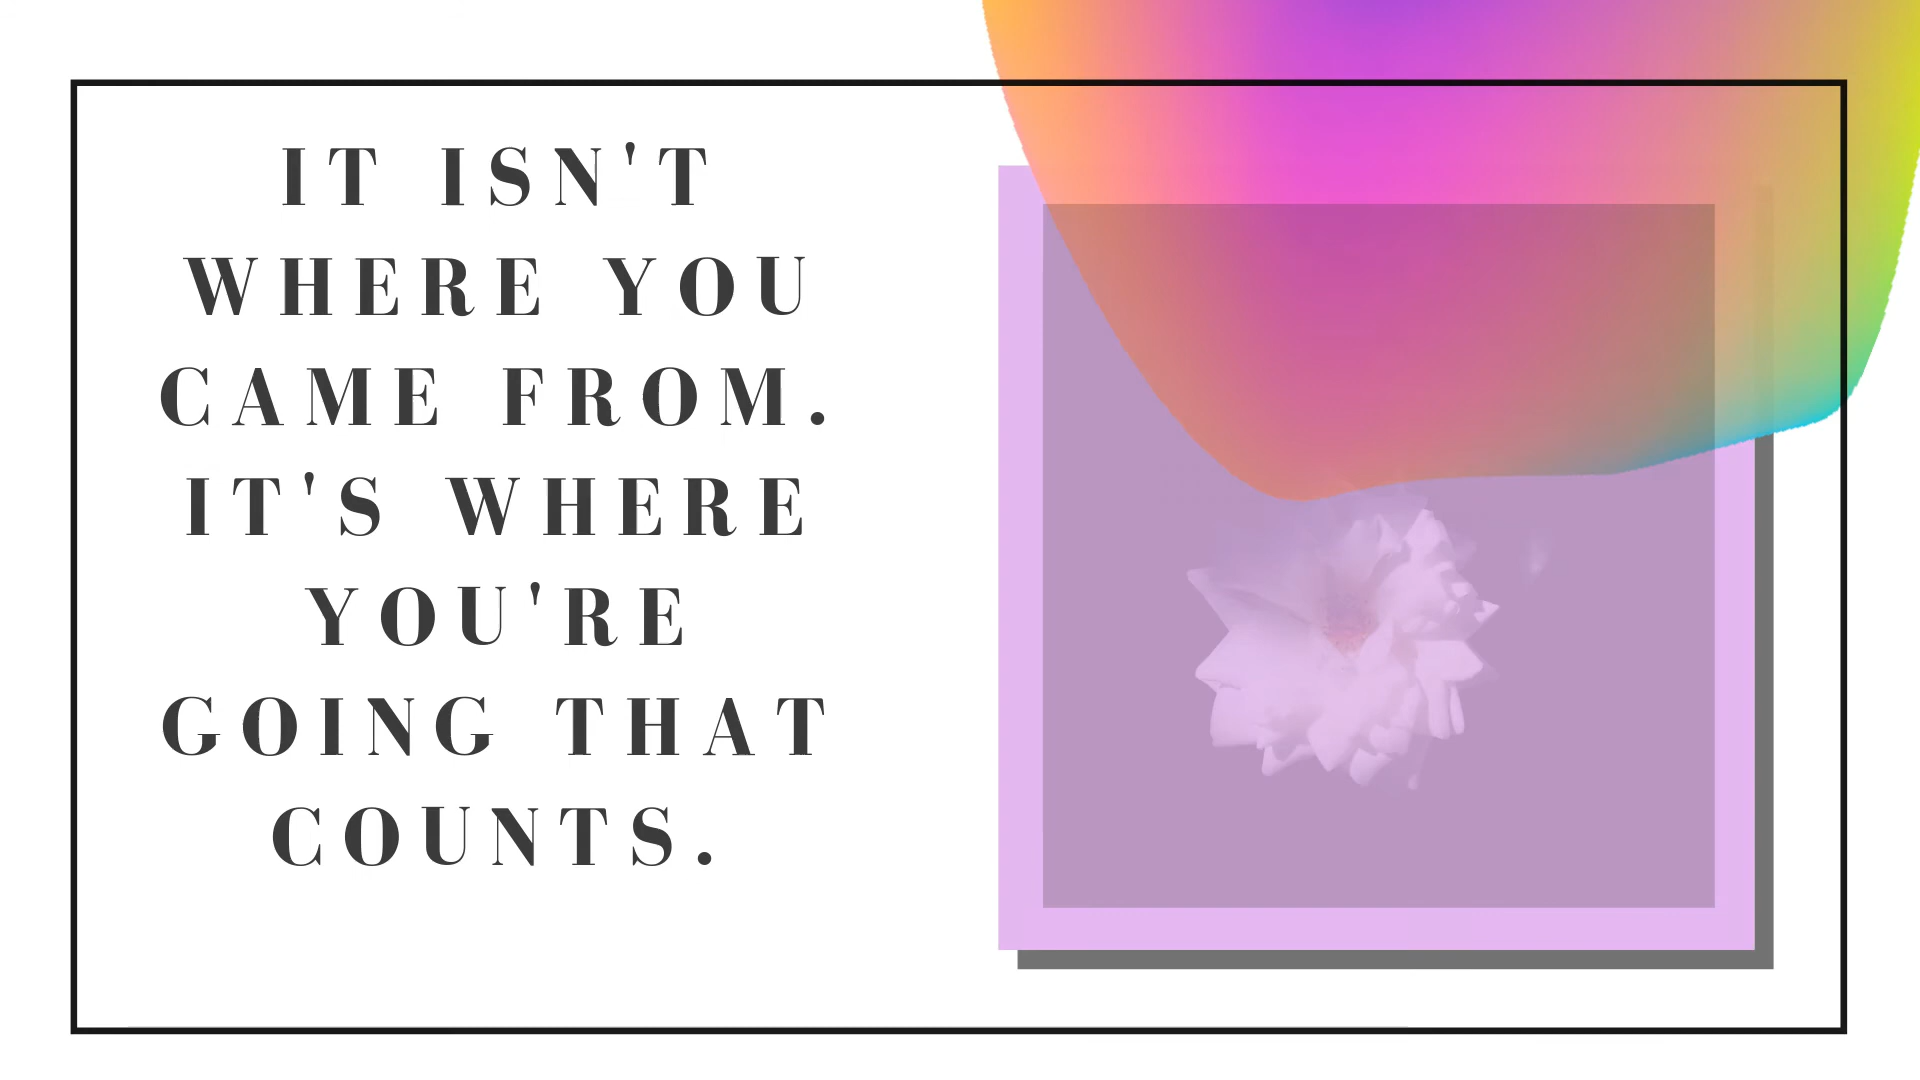 IT ISN'T
WHERE YOU
CAME FROM.
IT'S WHERE
YOU'RE
GOING THAT
COUNTS.